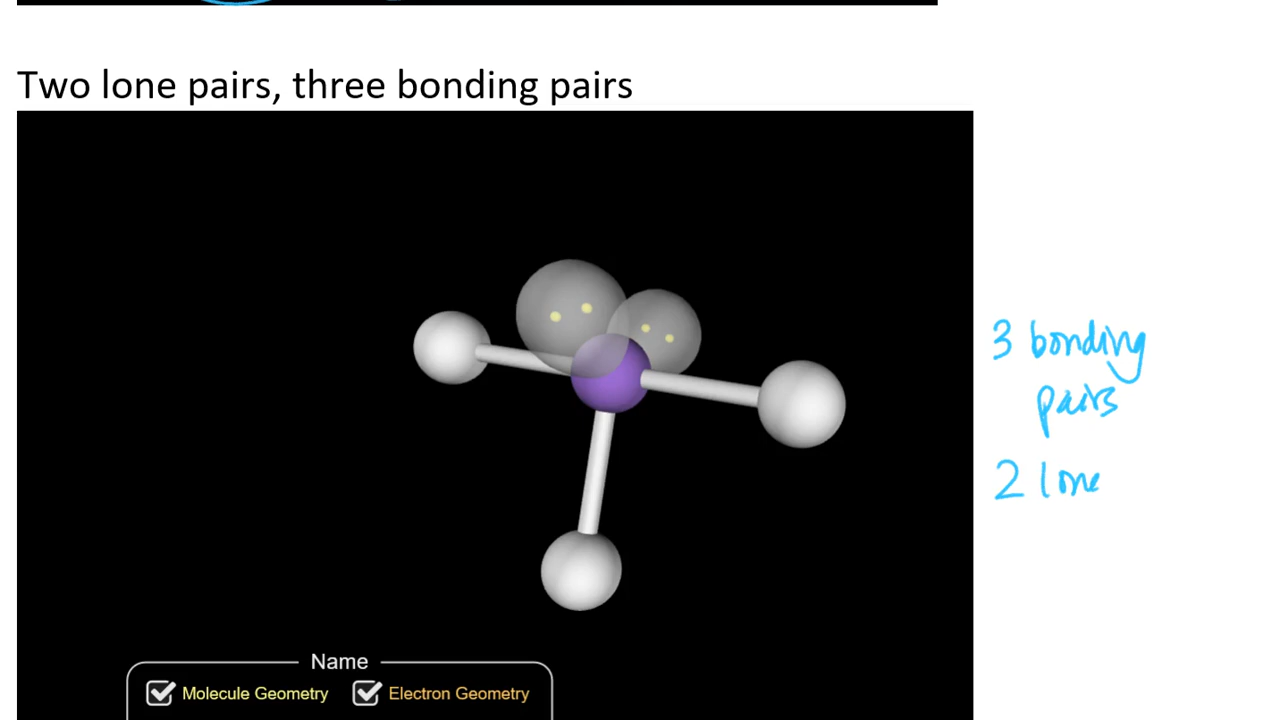 Two lone pairs, three bonding pairs
3 bonding
pairs
2 lone
Name
Molecule Geometry Electron Geometry